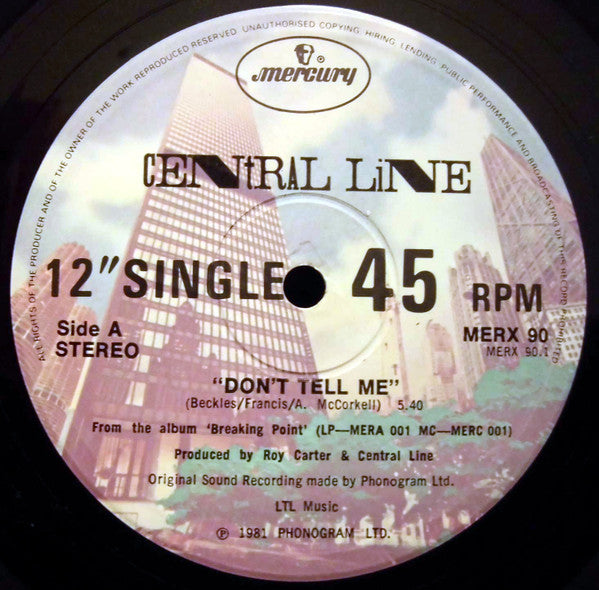 ALL RIGHTS OF THE PRODUCER AND OF THE OWNER OF THE WORK REPRODUCED RESERVED. UNAUTHORISED COPYING, HIRING, LENDING, PUBLIC PERFORMANCE AND BROADCASTING OF THIS RECORD PROHIBITED
mercury
CENtRAL LiNE
12" SINGLE 45 RPM
Side A
STEREO
MERX 90
MERX 90.1
"DON'T TELL ME"
(Beckles/Francis/A. McCorkell) 5.40
From the album 'Breaking Point' (LP—MERA 001 MC—MERC 001)
Produced by Roy Carter & Central Line
Original Sound Recording made by Phonogram Ltd.
LTL Music
℗ 1981 PHONOGRAM LTD.